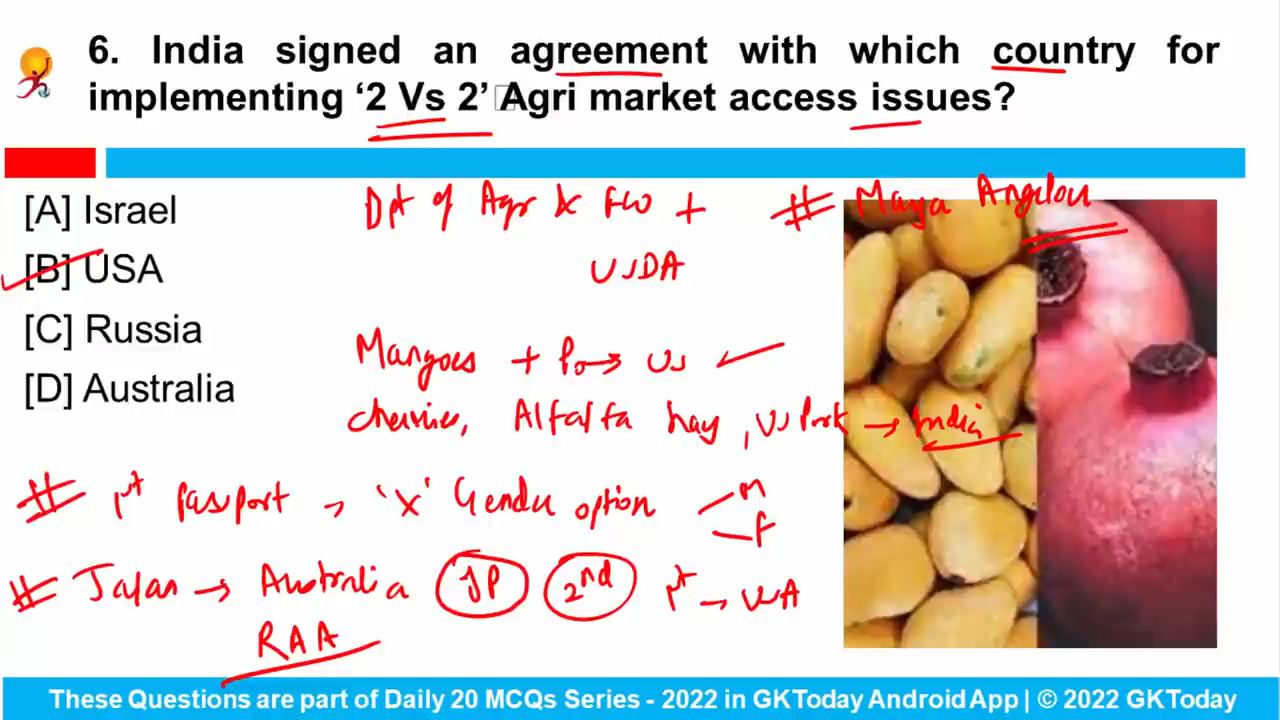 6. India signed an agreement with which country for
implementing ‘2 Vs 2’ Agri market access issues?
[A] Israel
[B] USA
[C] Russia
[D] Australia
Dpt of Agr & FW +
USDA
# Maya Angelou
Mangoes + Po → US
cherries, Alfalfa hay, US Pork → India
# 1st Passport → 'X' Gender option M
F
# Japan → Australia JP 2nd 1st → USA
RAA
These Questions are part of Daily 20 MCQs Series - 2022 in GKToday Android App | © 2022 GKToday